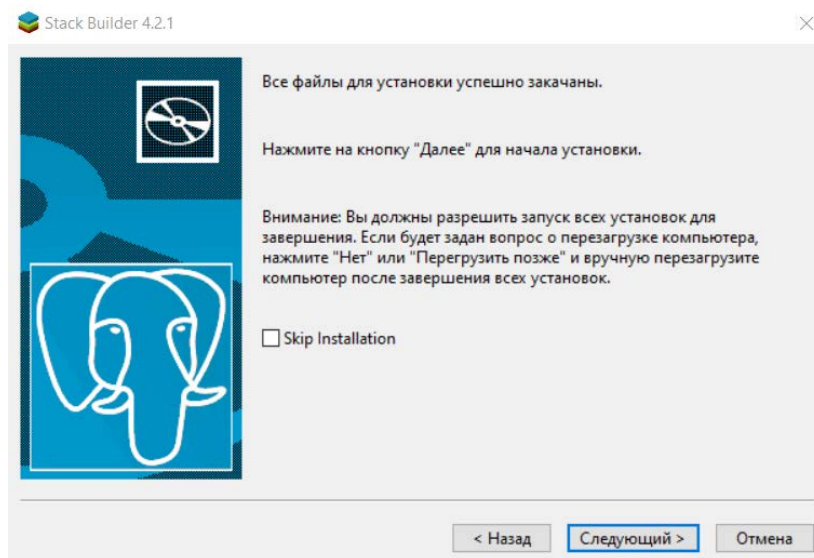 Stack Builder 4.2.1
Все файлы для установки успешно закачаны.
Нажмите на кнопку "Далее" для начала установки.
Внимание: Вы должны разрешить запуск всех установок для
завершения. Если будет задан вопрос о перезагрузке компьютера,
нажмите "Нет" или "Перегрузить позже" и вручную перезагрузите
компьютер после завершения всех установок.
Skip Installation
< Назад
Следующий >
Отмена